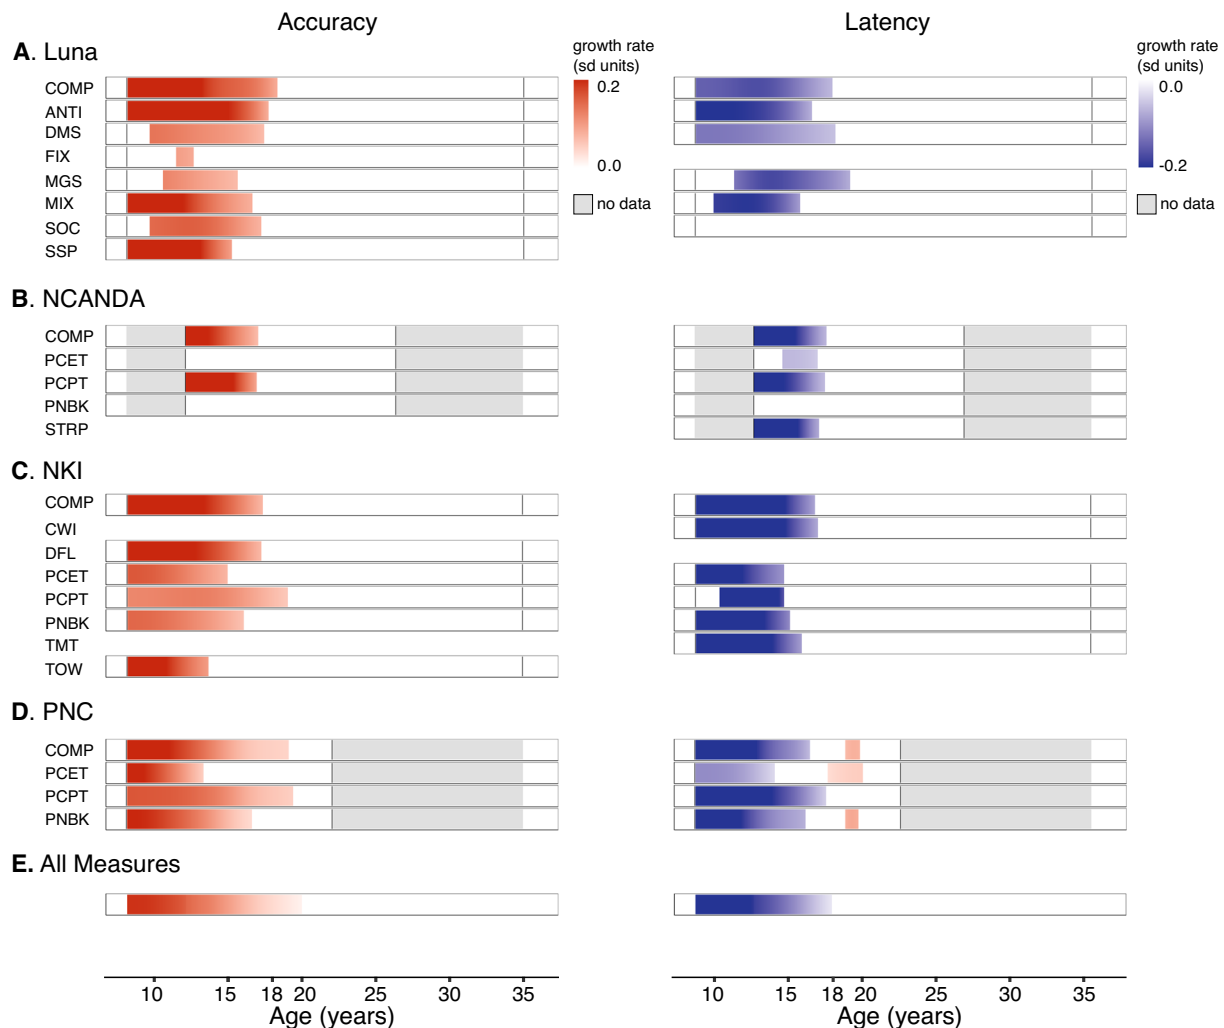 Accuracy
Latency
A. Luna
growth rate
(sd units)
0.2
0.0
no data
growth rate
(sd units)
0.0
-0.2
no data
COMP
ANTI
DMS
FIX
MGS
MIX
SOC
SSP
B. NCANDA
COMP
PCET
PCPT
PNBK
STRP
C. NKI
COMP
CWI
DFL
PCET
PCPT
PNBK
TMT
TOW
D. PNC
COMP
PCET
PCPT
PNBK
E. All Measures
10 15 18 20 25 30 35
Age (years)
10 15 18 20 25 30 35
Age (years)